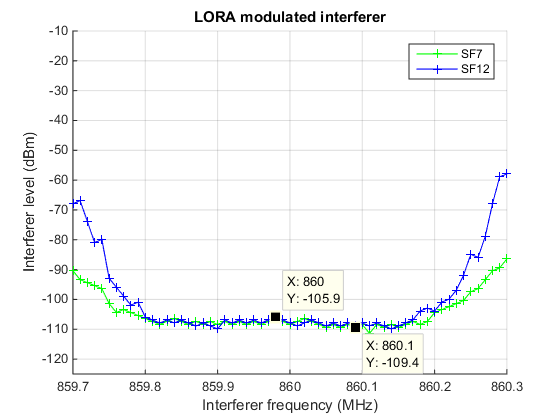 LORA modulated interferer
-10
-20
-30
-40
-50
-60
-70
-80
-90
-100
-110
-120
Interferer level (dBm)
SF7
SF12
X: 860
Y: -105.9
X: 860.1
Y: -109.4
859.7 859.8 859.9 860 860.1 860.2 860.3
Interferer frequency (MHz)